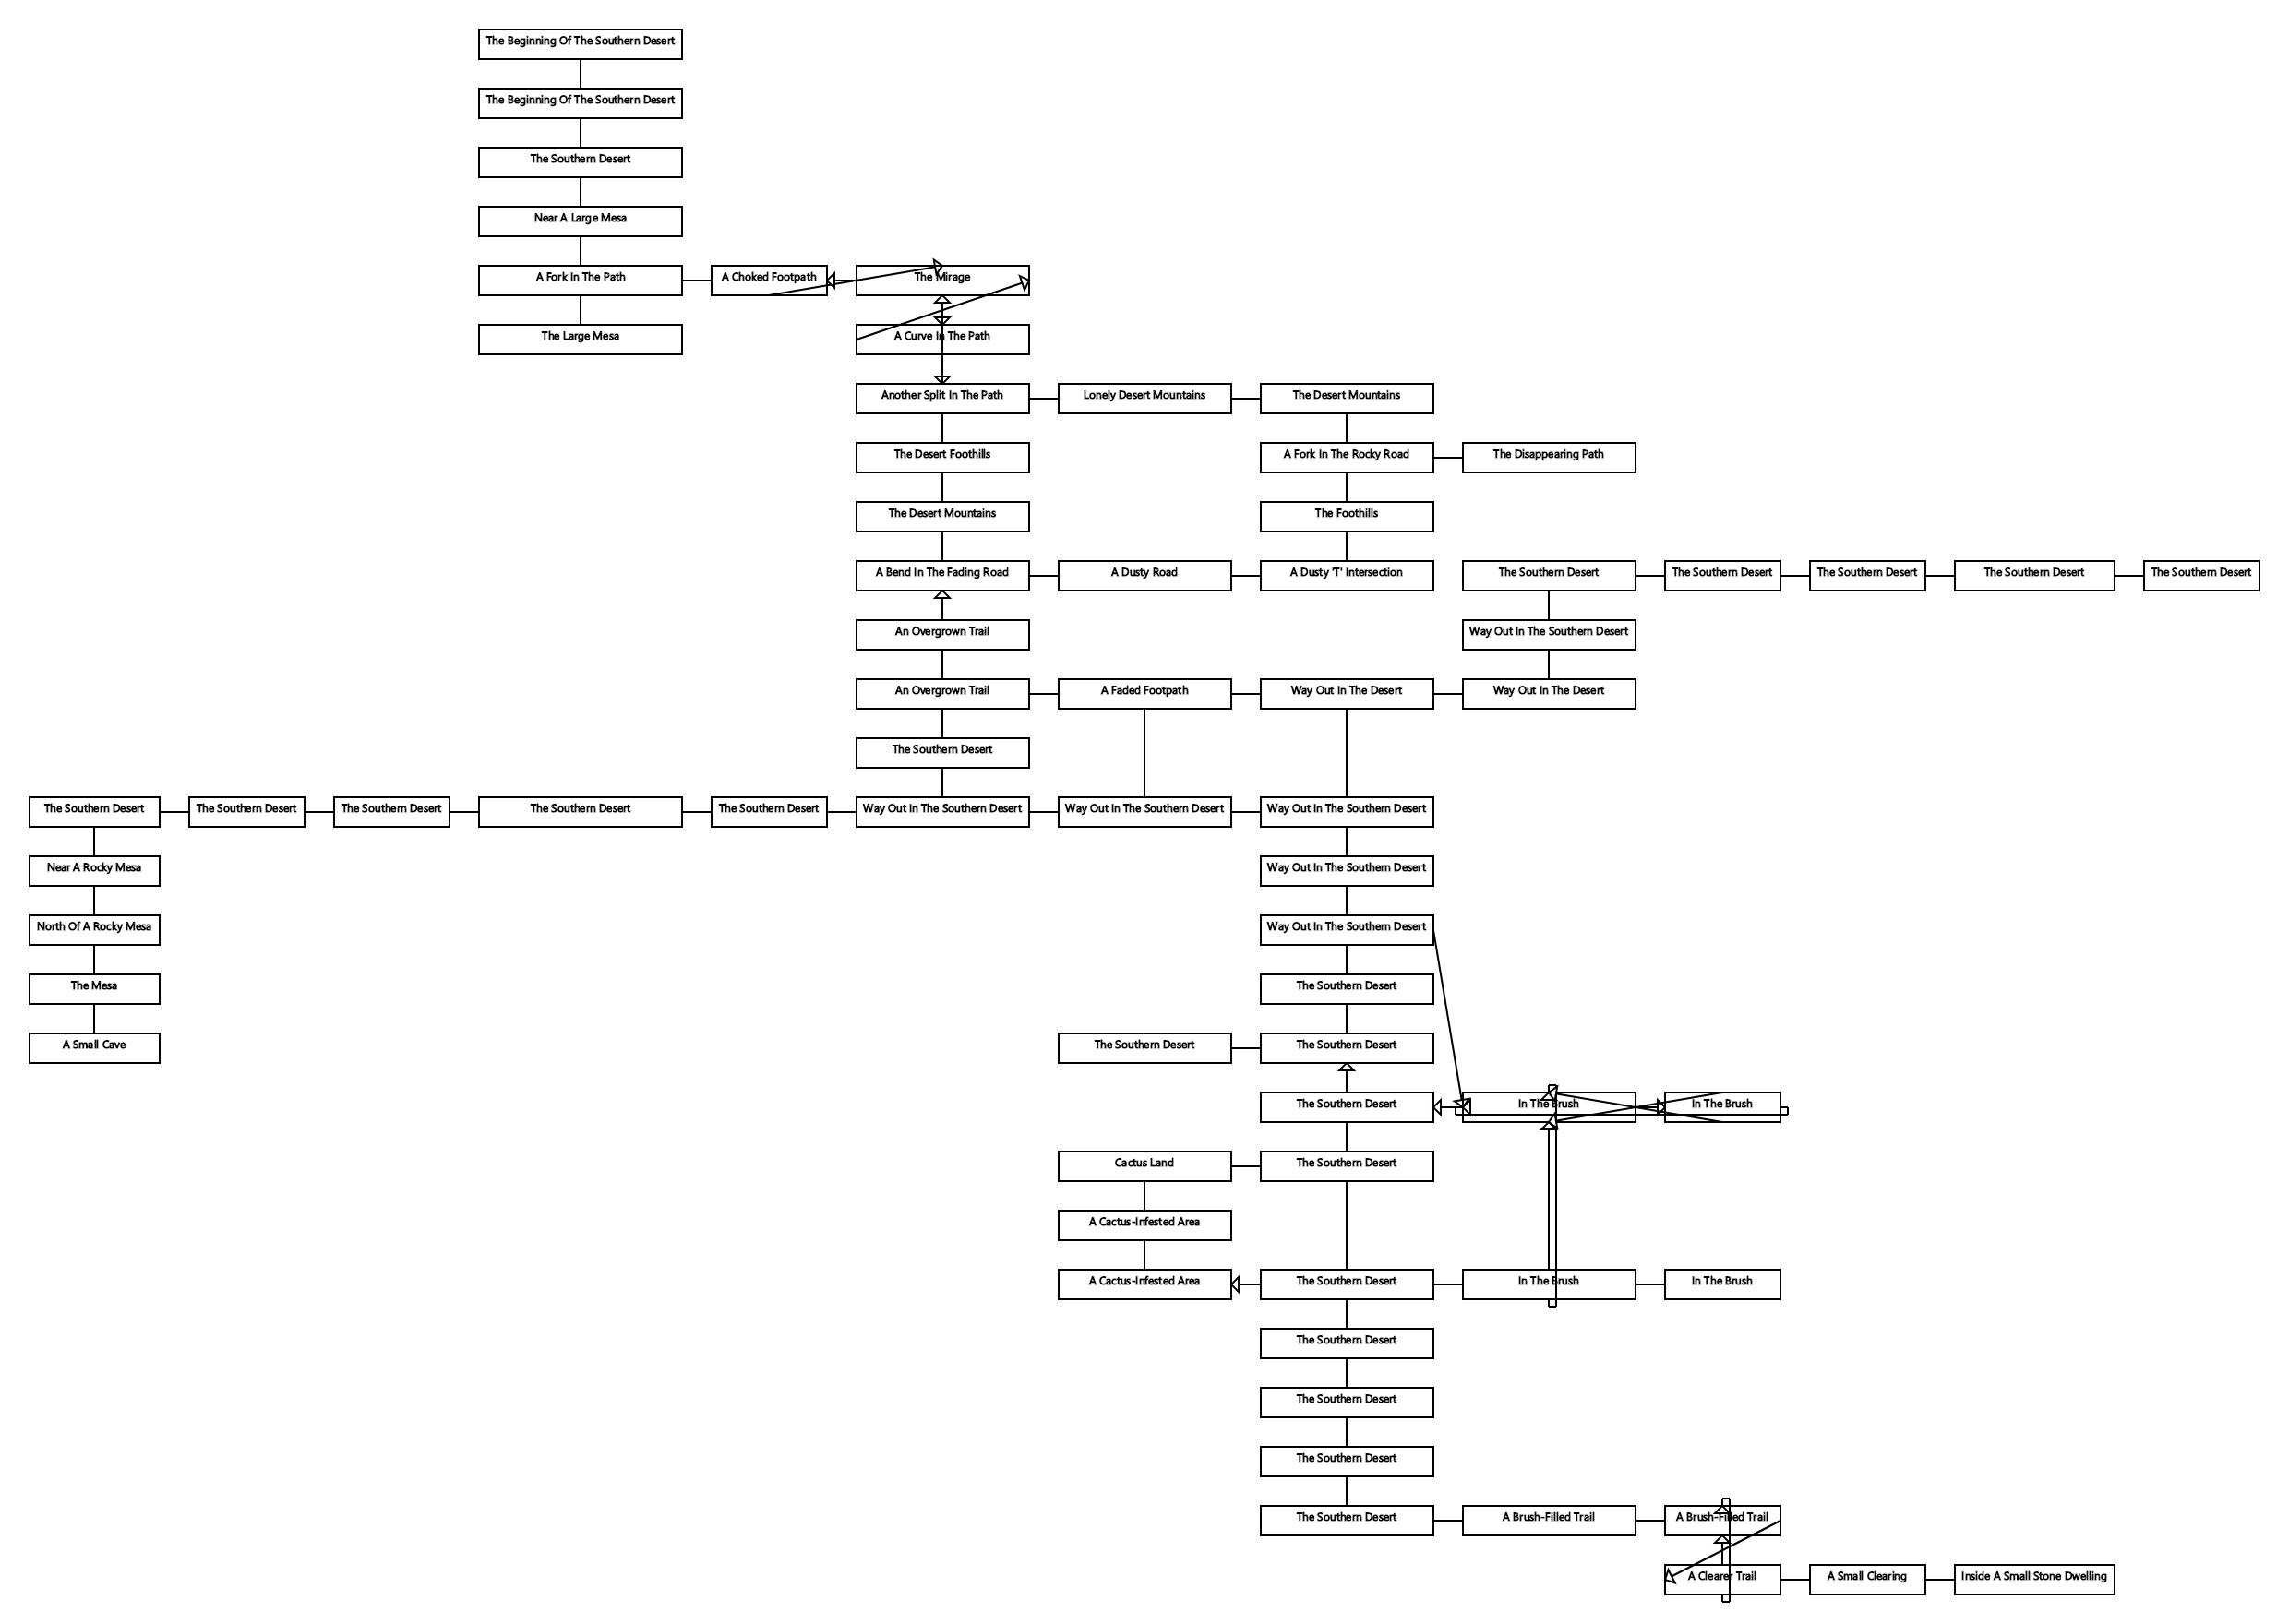 The Beginning Of The Southern Desert
The Beginning Of The Southern Desert
The Southern Desert
Near A Large Mesa
A Fork In The Path
A Choked Footpath
The Mirage
The Large Mesa
A Curve In The Path
Another Split In The Path
Lonely Desert Mountains
The Desert Mountains
The Desert Foothills
A Fork In The Rocky Road
The Disappearing Path
The Desert Mountains
The Foothills
A Bend In The Fading Road
A Dusty Road
A Dusty 'T' Intersection
The Southern Desert
The Southern Desert
The Southern Desert
The Southern Desert
The Southern Desert
An Overgrown Trail
Way Out In The Southern Desert
An Overgrown Trail
A Faded Footpath
Way Out In The Desert
Way Out In The Desert
The Southern Desert
The Southern Desert
The Southern Desert
The Southern Desert
The Southern Desert
The Southern Desert
Way Out In The Southern Desert
Way Out In The Southern Desert
Way Out In The Southern Desert
Near A Rocky Mesa
Way Out In The Southern Desert
North Of A Rocky Mesa
Way Out In The Southern Desert
The Mesa
The Southern Desert
A Small Cave
The Southern Desert
The Southern Desert
The Southern Desert
In The Brush
In The Brush
Cactus Land
The Southern Desert
A Cactus-Infested Area
A Cactus-Infested Area
The Southern Desert
In The Brush
In The Brush
The Southern Desert
The Southern Desert
The Southern Desert
The Southern Desert
A Brush-Filled Trail
A Brush-Filled Trail
A Clearer Trail
A Small Clearing
Inside A Small Stone Dwelling